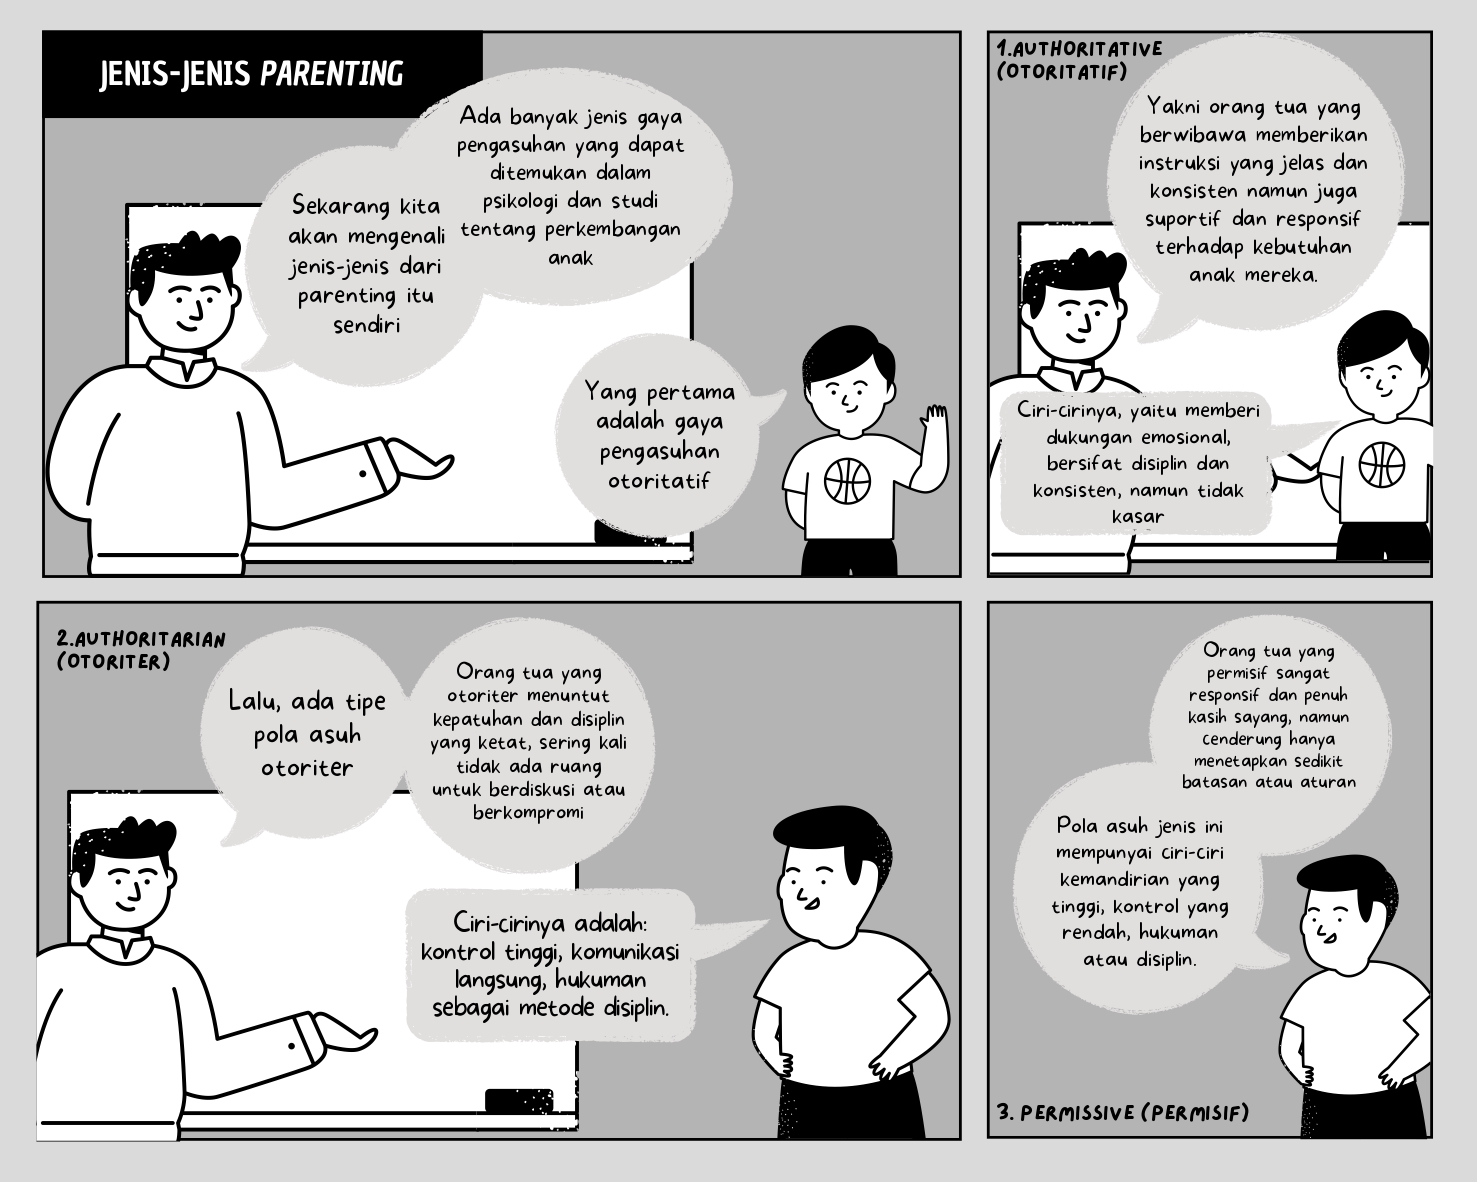 JENIS-JENIS PARENTING
Sekarang kita
akan mengenali
jenis-jenis dari
parenting itu
sendiri
Ada banyak jenis gaya
pengasuhan yang dapat
ditemukan dalam
psikologi dan studi
tentang perkembangan
anak
Yang pertama
adalah gaya
pengasuhan
otoritatif
1.AUTHORITATIVE
(OTORITATIF)
Yakni orang tua yang
berwibawa memberikan
instruksi yang jelas dan
konsisten namun juga
suportif dan responsif
terhadap kebutuhan
anak mereka.
Ciri-cirinya, yaitu memberi
dukungan emosional,
bersifat disiplin dan
konsisten, namun tidak
kasar
2.AUTHORITARIAN
(OTORITER)
Lalu, ada tipe
pola asuh
otoriter
Orang tua yang
otoriter menuntut
kepatuhan dan disiplin
yang ketat, sering kali
tidak ada ruang
untuk berdiskusi atau
berkompromi
Ciri-cirinya adalah:
kontrol tinggi, komunikasi
langsung, hukuman
sebagai metode disiplin.
Orang tua yang
permisif sangat
responsif dan penuh
kasih sayang, namun
cenderung hanya
menetapkan sedikit
batasan atau aturan
Pola asuh jenis ini
mempunyai ciri-ciri
kemandirian yang
tinggi, kontrol yang
rendah, hukuman
atau disiplin.
3. PERMISSIVE (PERMISIF)